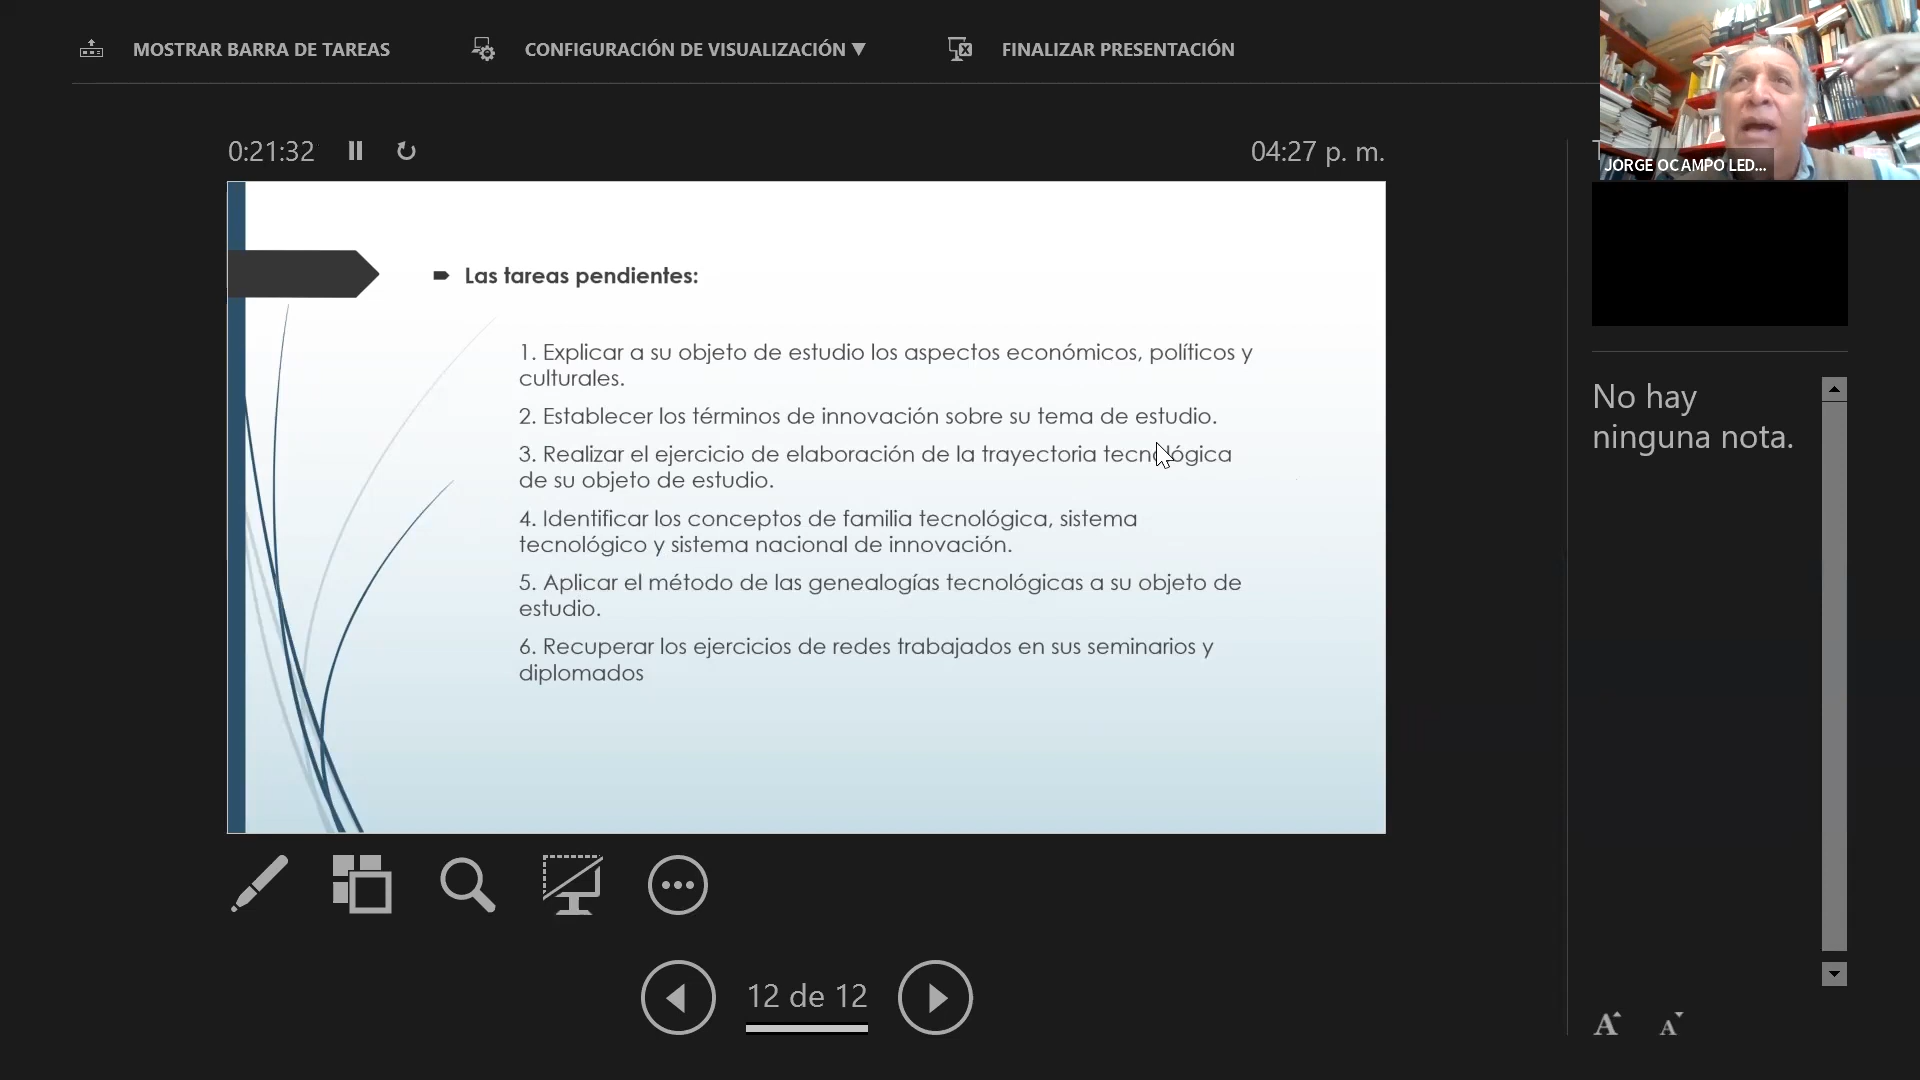 MOSTRAR BARRA DE TAREAS
CONFIGURACIÓN DE VISUALIZACIÓN ▼
FINALIZAR PRESENTACIÓN
JORGE OCAMPO LED...
0:21:32
04:27 p. m.
Las tareas pendientes:
1. Explicar a su objeto de estudio los aspectos económicos, políticos y
culturales.
2. Establecer los términos de innovación sobre su tema de estudio.
3. Realizar el ejercicio de elaboración de la trayectoria tecnológica
de su objeto de estudio.
4. Identificar los conceptos de familia tecnológica, sistema
tecnológico y sistema nacional de innovación.
5. Aplicar el método de las genealogías tecnológicas a su objeto de
estudio.
6. Recuperar los ejercicios de redes trabajados en sus seminarios y
diplomados
No hay
ninguna nota.
12 de 12
A A